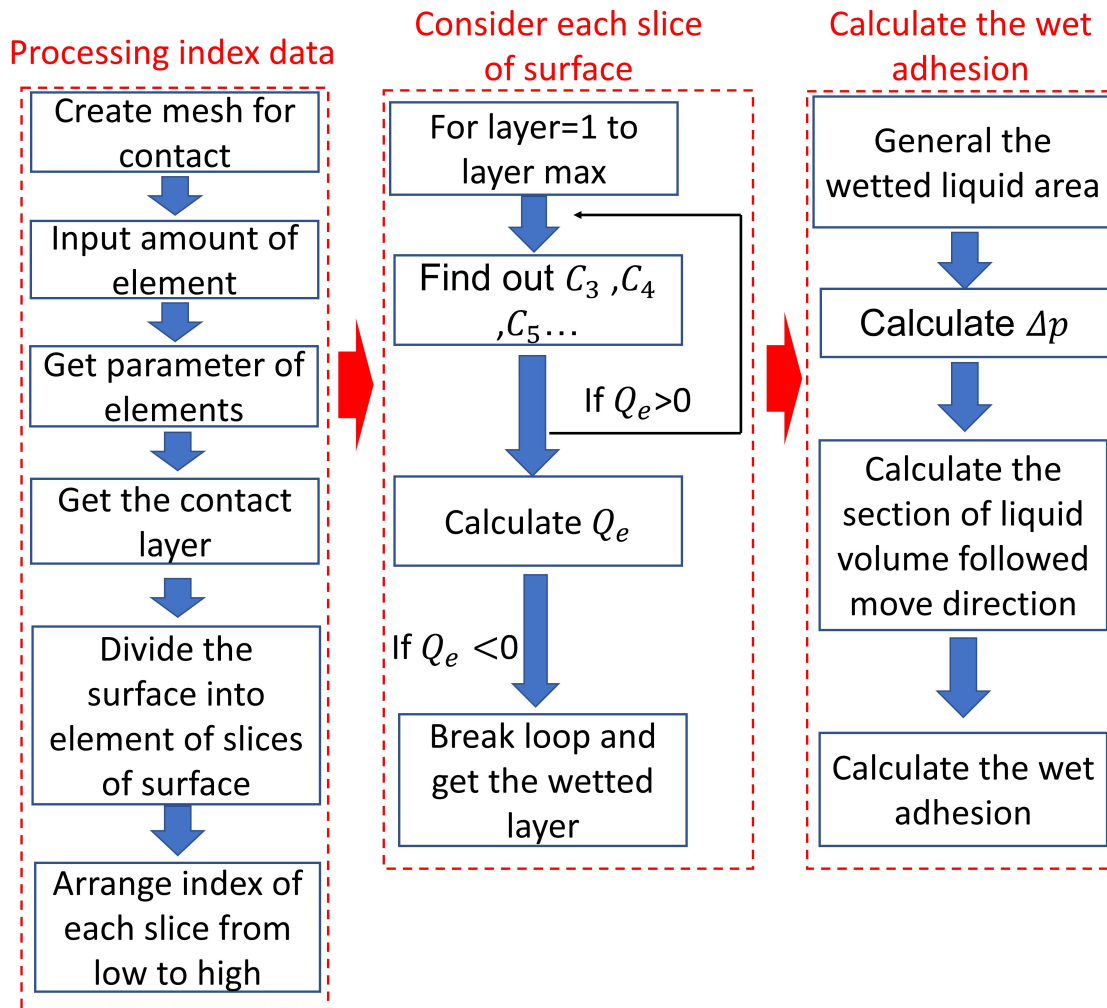 Processing index data
Create mesh for
contact
Input amount of
element
Get parameter of
elements
Get the contact
layer
Divide the
surface into
element of slices
of surface
Arrange index of
each slice from
low to high
Consider each slice
of surface
For layer=1 to
layer max
Find out C₃ ,C₄
,C₅...
If Qₑ>0
Calculate Qₑ
If Qₑ <0
Break loop and
get the wetted
layer
Calculate the wet
adhesion
General the
wetted liquid area
Calculate Δp
Calculate the
section of liquid
volume followed
move direction
Calculate the wet
adhesion